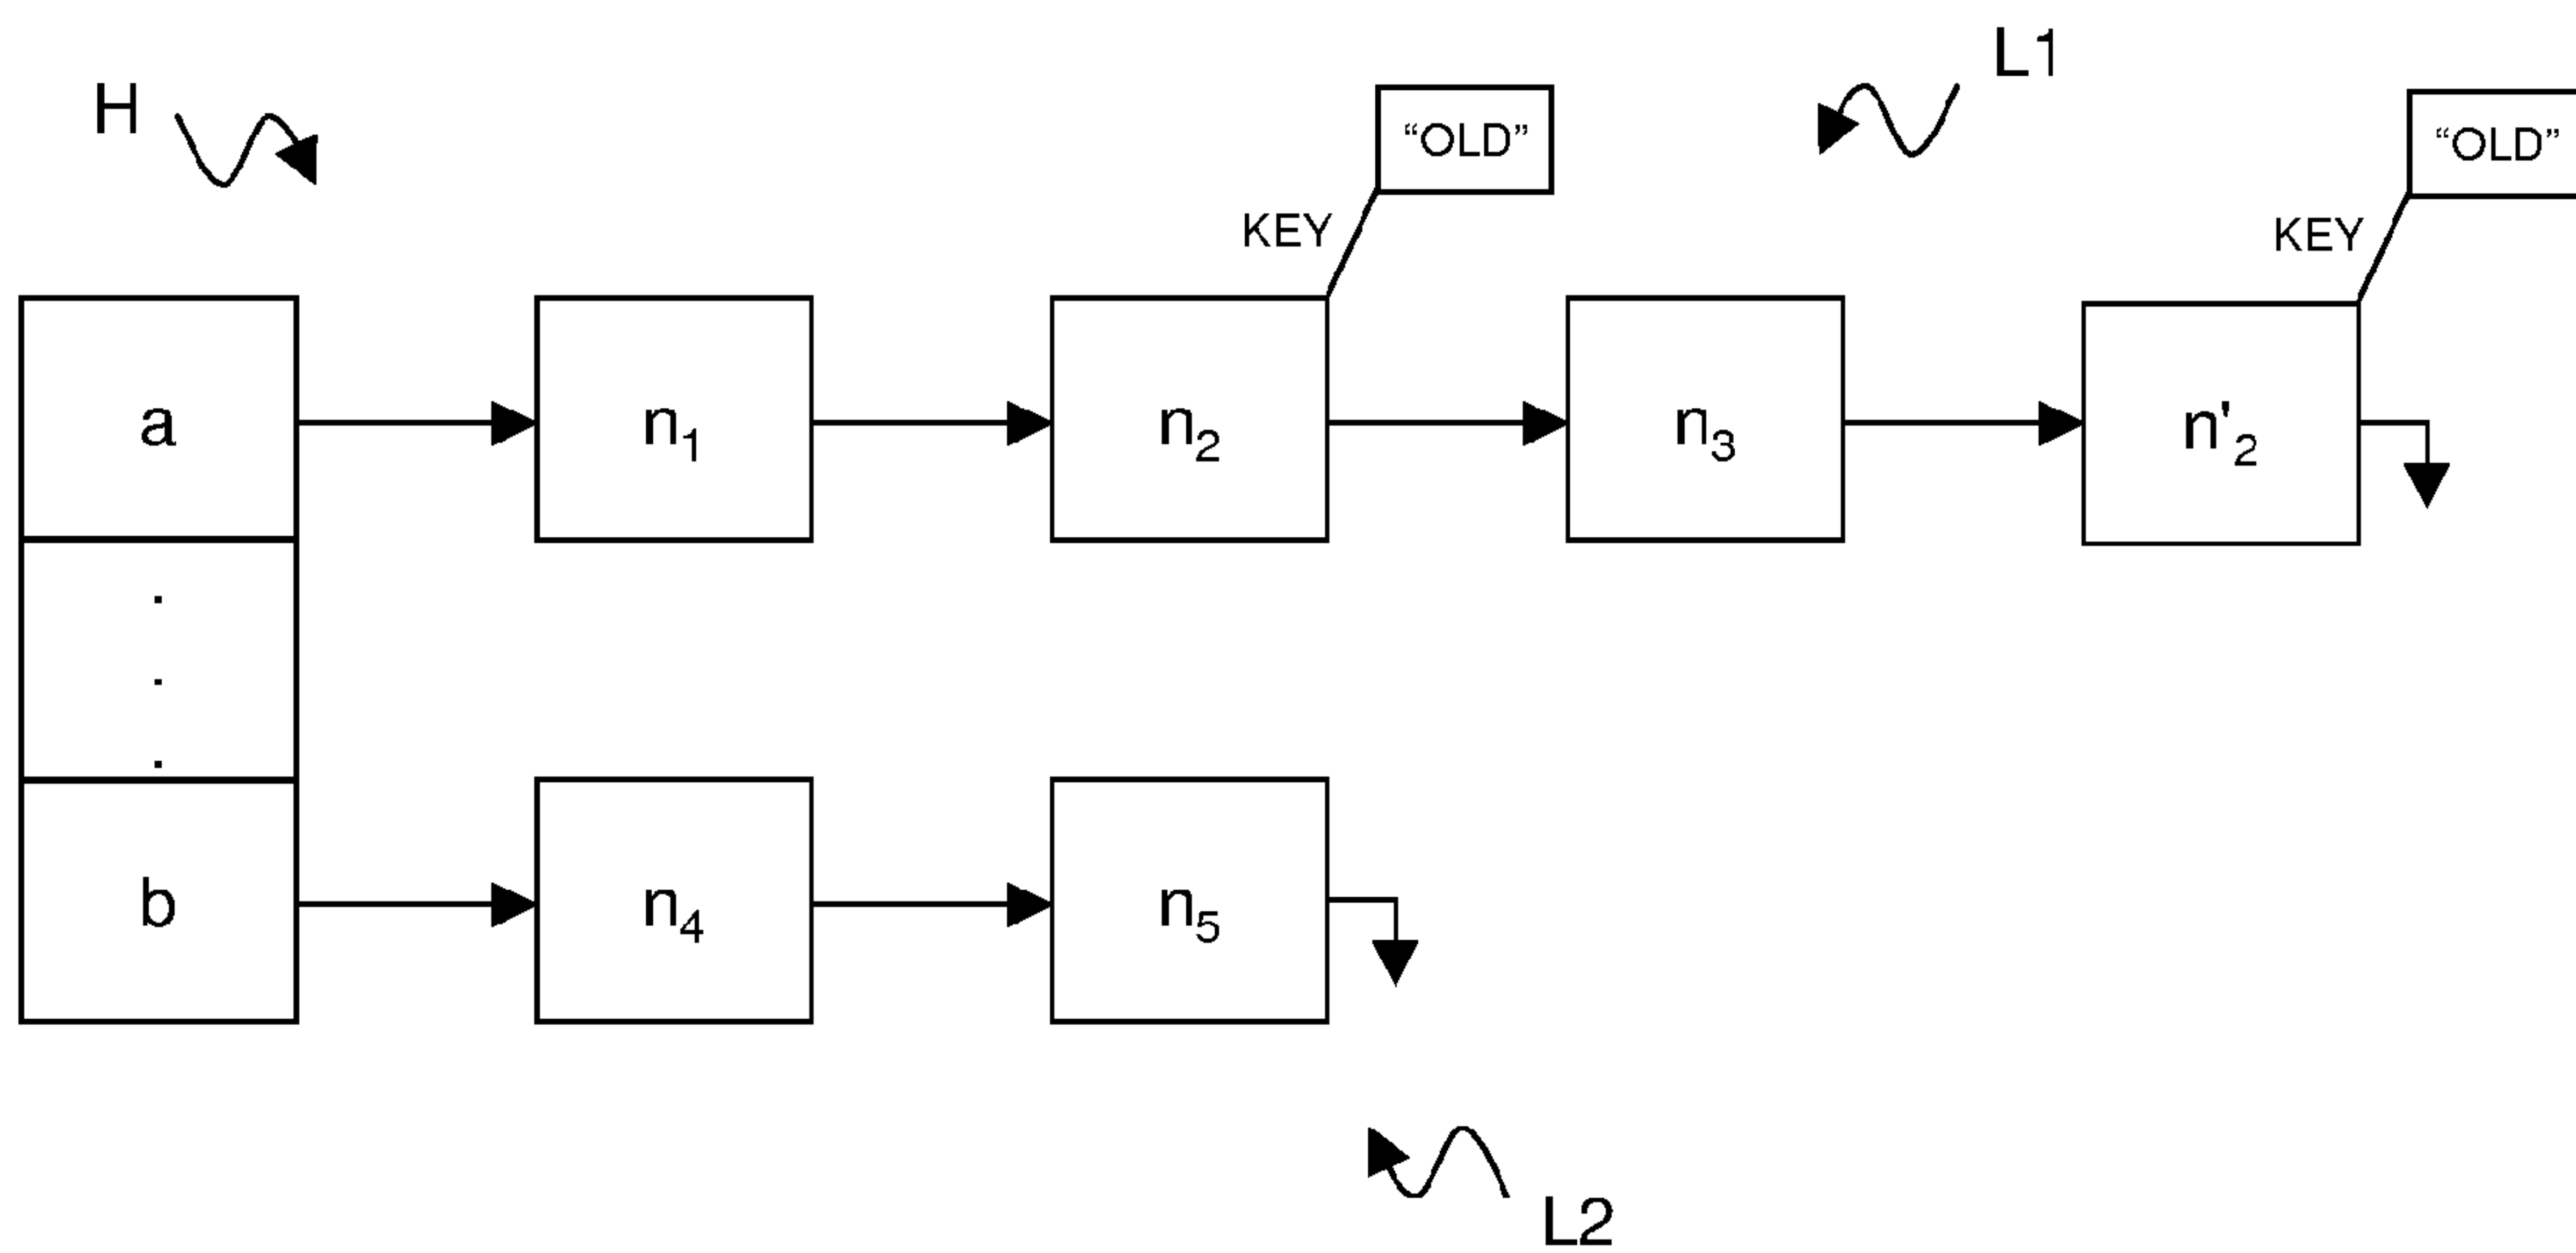 H
L1
“OLD”
“OLD”
KEY
KEY
a
n₁
n₂
n₃
n'₂
.
.
.
b
n₄
n₅
L2